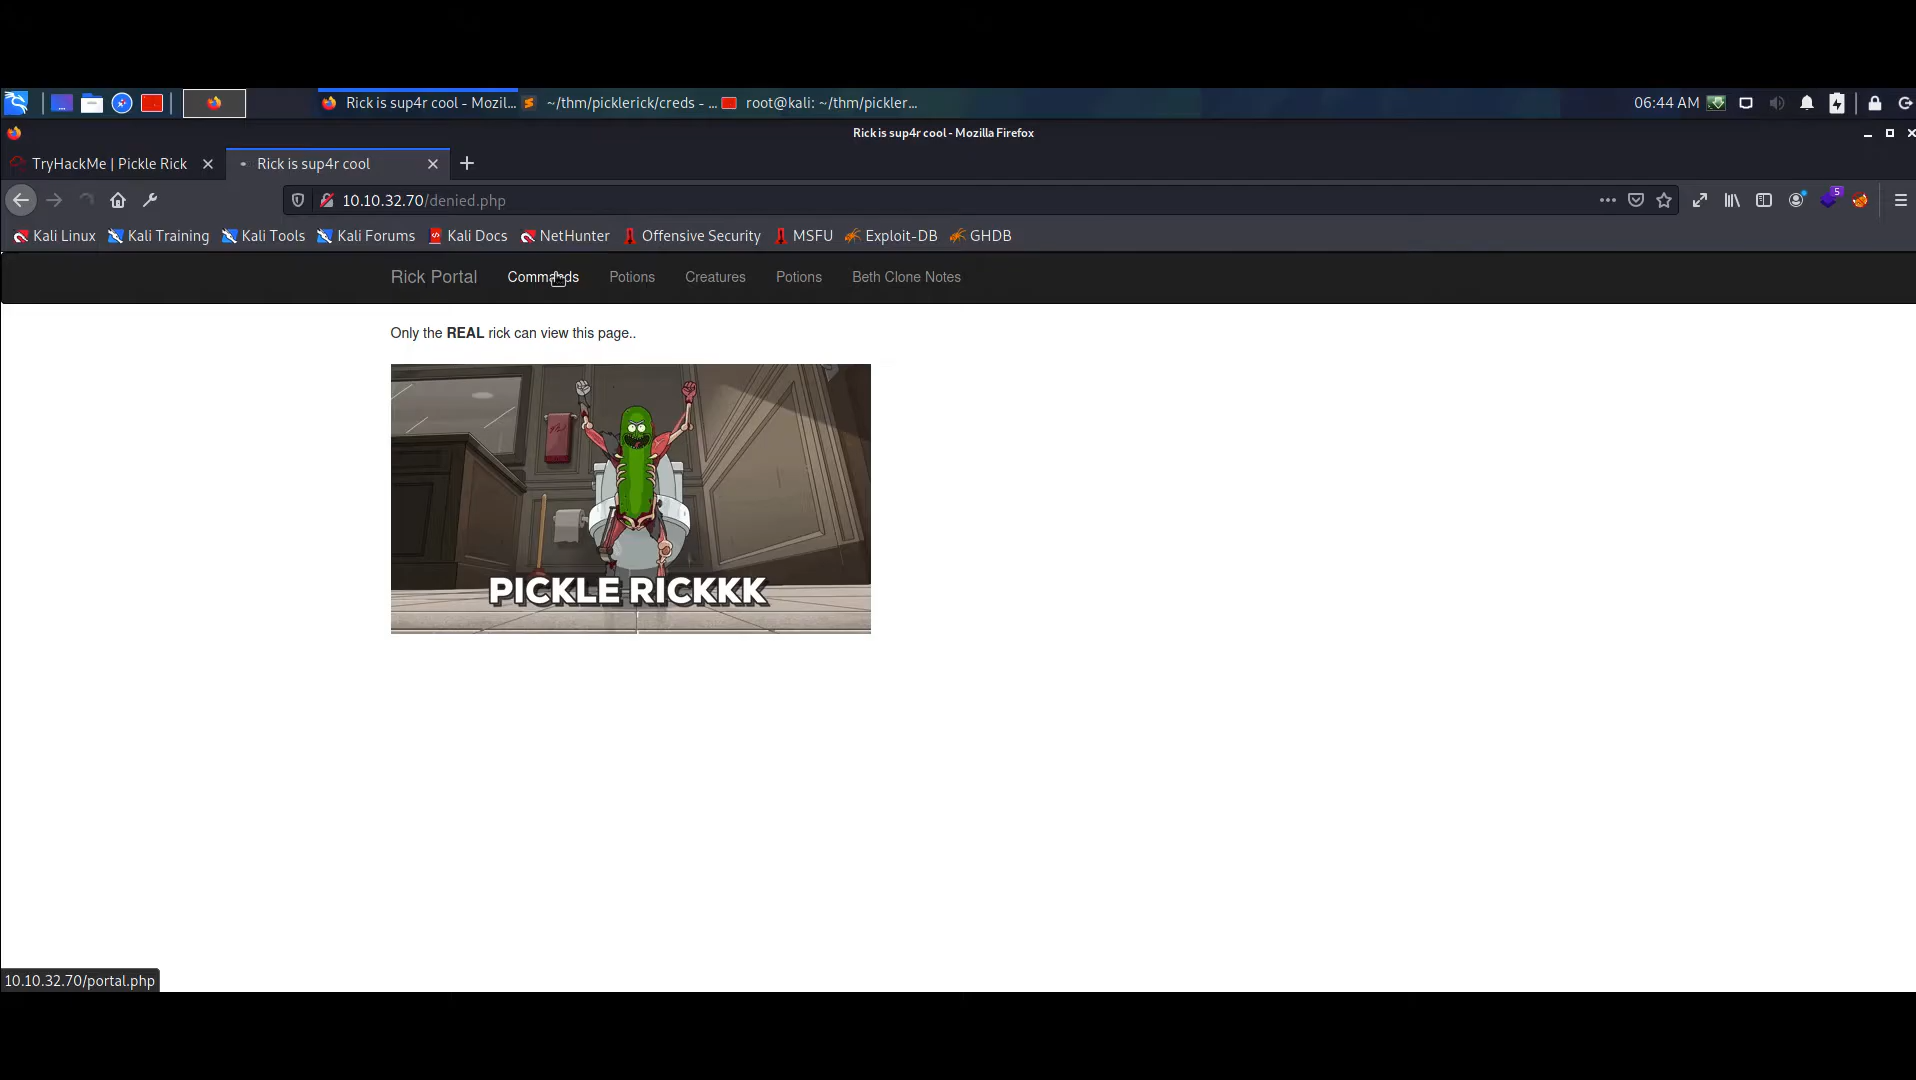 Rick is sup4r cool - Mozil... ~/thm/picklerick/creds - ... root@kali: ~/thm/pickler... 06:44 AM
Rick is sup4r cool - Mozilla Firefox
TryHackMe | Pickle Rick Rick is sup4r cool
10.10.32.70/denied.php 5
Kali Linux Kali Training Kali Tools Kali Forums Kali Docs NetHunter Offensive Security MSFU Exploit-DB GHDB
Rick Portal Commands Potions Creatures Potions Beth Clone Notes
Only the REAL rick can view this page..
PICKLE RICKKK
10.10.32.70/portal.php